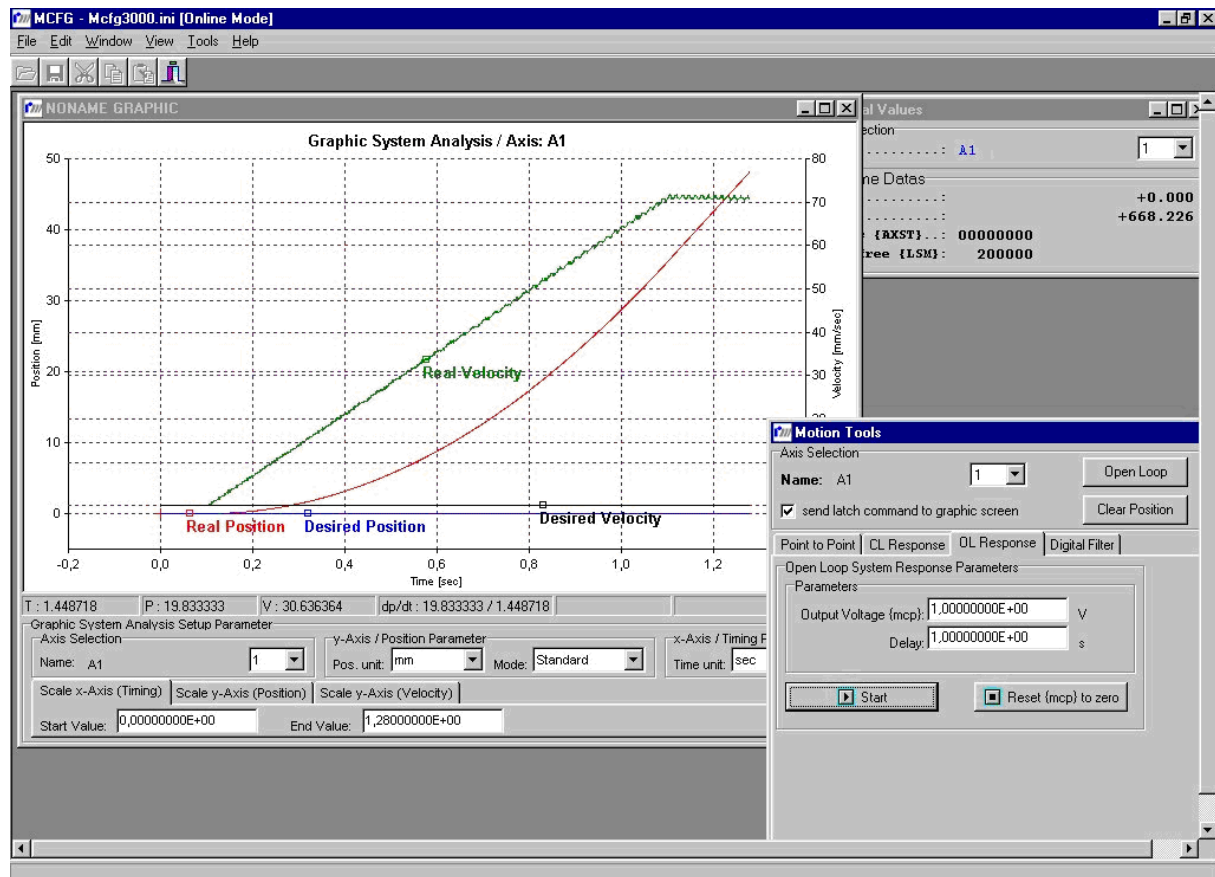 MCFG - Mcfg3000.ini [Online Mode]
File Edit Window View Tools Help
NONAME GRAPHIC
Graphic System Analysis / Axis: A1
50
40
30
20
10
0
Position [mm]
80
70
60
50
40
30
Velocity [mm/sec]
Real Velocity
Real Position
Desired Position
Desired Velocity
-0,2 0,0 0,2 0,4 0,6 0,8 1,0 1,2
Time [sec]
T : 1.448718 P : 19.833333 V : 30.636364 dp/dt : 19.833333 / 1.448718
Graphic System Analysis Setup Parameter
Axis Selection
Name: A1 1
y-Axis / Position Parameter
Pos. unit: mm Mode: Standard
x-Axis / Timing
Time unit: sec
Scale x-Axis (Timing) Scale y-Axis (Position) Scale y-Axis (Velocity)
Start Value: 0,00000000E+00 End Value: 1,28000000E+00
al Values
ection
.........: A1 1
me Datas
.........: +0.000
.........: +668.226
{AXST}..: 00000000
ree {LSM}: 200000
Motion Tools
Axis Selection
Name: A1 1
Open Loop
send latch command to graphic screen
Clear Position
Point to Point CL Response OL Response Digital Filter
Open Loop System Response Parameters
Parameters
Output Voltage {mcp}: 1,00000000E+00 V
Delay: 1,00000000E+00 s
Start Reset {mcp} to zero